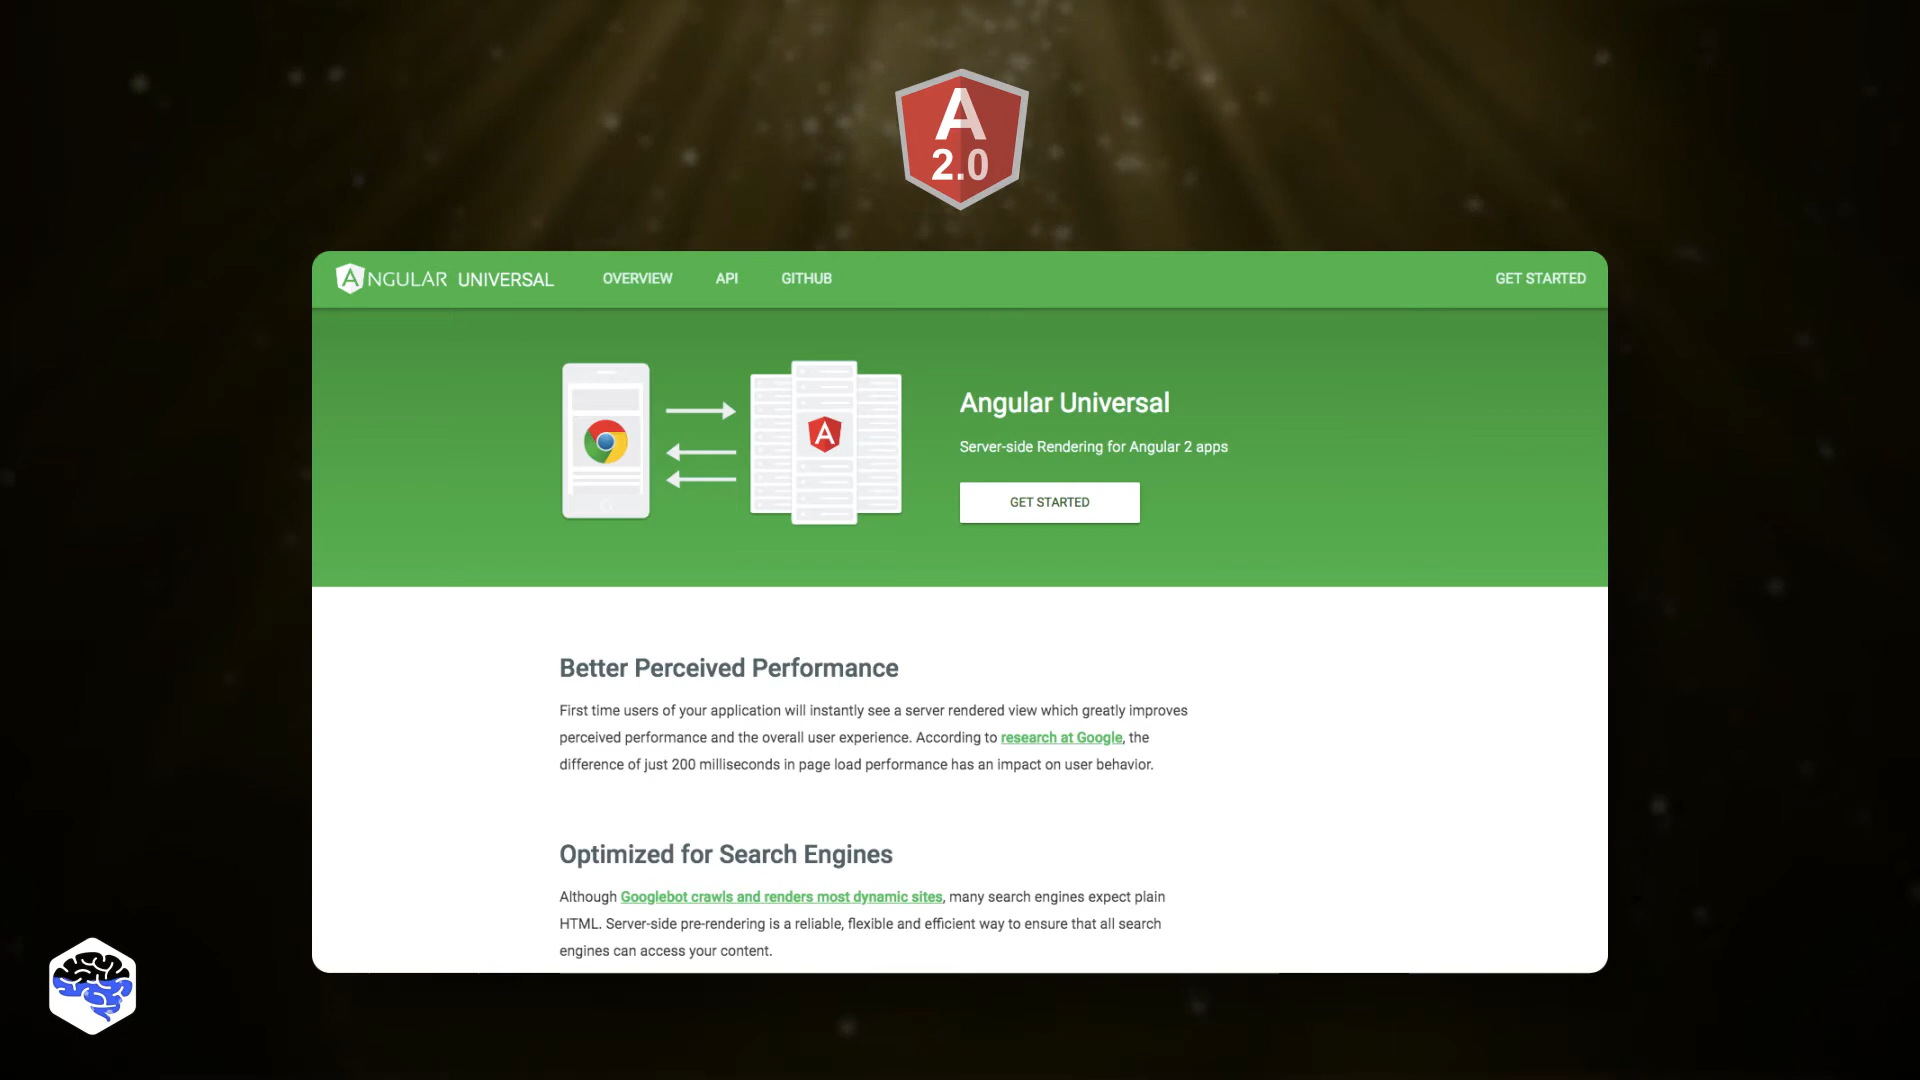 A
2.0
ANGULAR UNIVERSAL OVERVIEW API GITHUB GET STARTED
Angular Universal
Server-side Rendering for Angular 2 apps
GET STARTED
A
Better Perceived Performance
First time users of your application will instantly see a server rendered view which greatly improves
perceived performance and the overall user experience. According to research at Google, the
difference of just 200 milliseconds in page load performance has an impact on user behavior.
Optimized for Search Engines
Although Googlebot crawls and renders most dynamic sites, many search engines expect plain
HTML. Server-side pre-rendering is a reliable, flexible and efficient way to ensure that all search
engines can access your content.